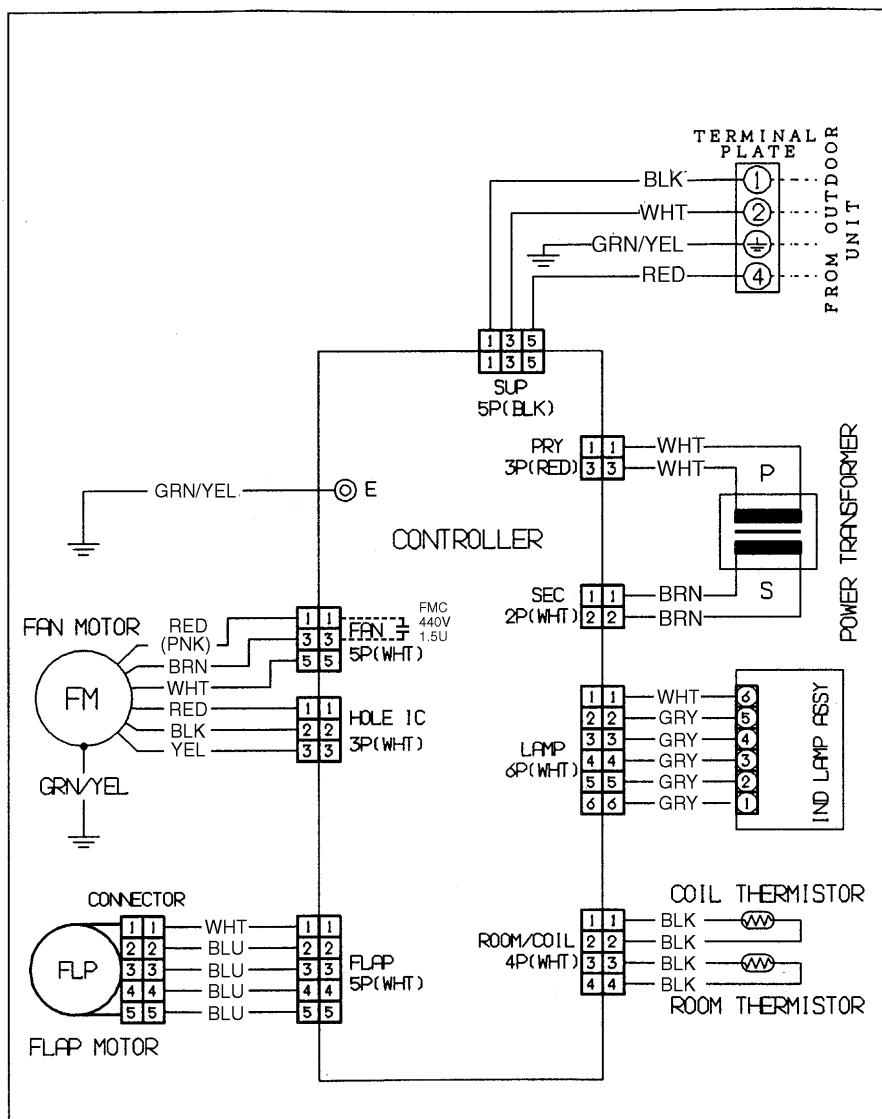 TERMINAL
PLATE
FROM OUTDOOR
UNIT
BLK 1
WHT 2
GRN/YEL
RED 4
1 3 5
1 3 5
SUP
5P(BLK)
PRY 1 1 WHT
3P(RED) 3 3 WHT
P
S
POWER TRANSFORMER
GRN/YEL E
CONTROLLER
SEC 1 1 BRN
2P(WHT) 2 2 BRN
FAN MOTOR
FM
RED
(PNK)
BRN
WHT
RED
BLK
YEL
GRN/YEL
1 1
3 3
5 5
FAN
5P(WHT)
FMC
440V
1.5U
1 1
2 2
3 3
HOLE IC
3P(WHT)
LAMP
6P(WHT)
1 1 WHT 6
2 2 GRY 5
3 3 GRY 4
4 4 GRY 3
5 5 GRY 2
6 6 GRY 1
IND LAMP ASSY
CONNECTOR
FLP
1 1 WHT 1 1
2 2 BLU 2 2
3 3 BLU 3 3
4 4 BLU 4 4
5 5 BLU 5 5
FLAP
5P(WHT)
FLAP MOTOR
COIL THERMISTOR
ROOM/COIL
4P(WHT)
1 1 BLK
2 2 BLK
3 3 BLK
4 4 BLK
ROOM THERMISTOR